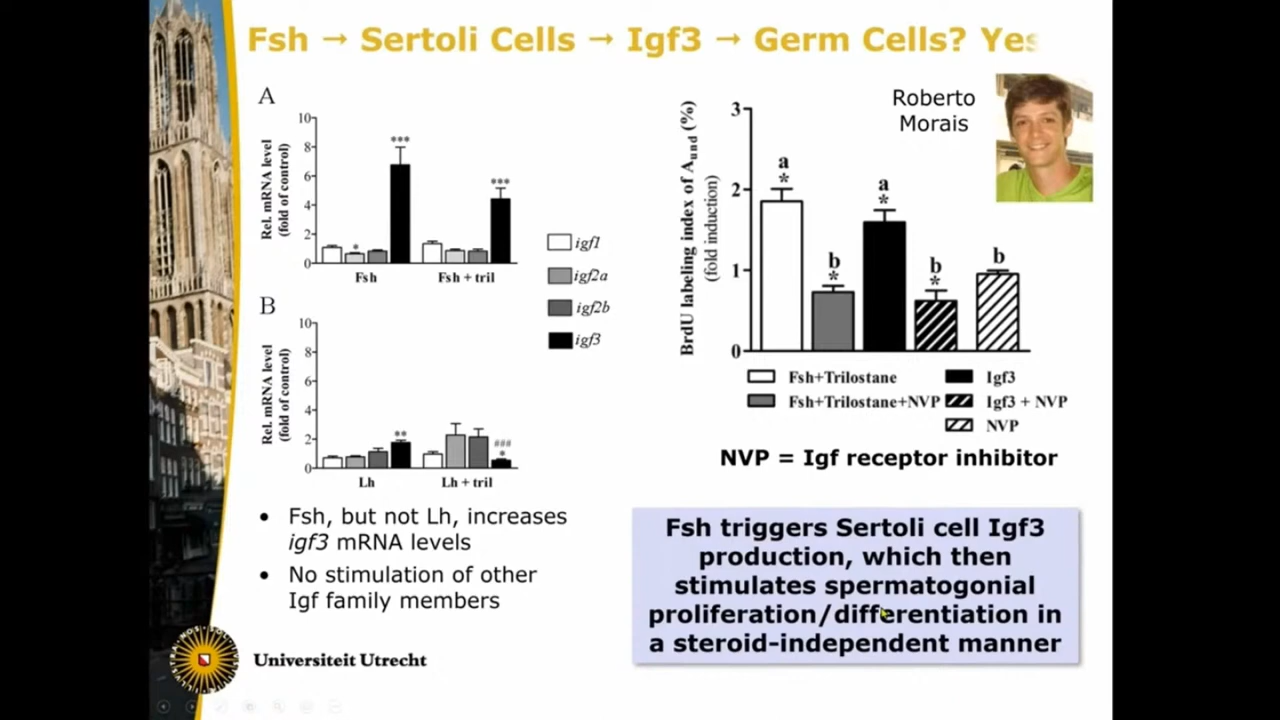 Fsh → Sertoli Cells → Igf3 → Germ Cells? Yes
A
Rel. mRNA level
(fold of control)
10
8
6
4
2
0
***
*
***
Fsh
Fsh + tril
igf1
igf2a
igf2b
igf3
B
Rel. mRNA level
(fold of control)
10
8
6
4
2
0
**
###
*
Lh
Lh + tril
BrdU labeling index of Aund (%)
(fold induction)
3
2
1
0
a
*
b
*
a
*
b
*
b
Fsh+Trilostane
Fsh+Trilostane+NVP
Igf3
Igf3 + NVP
NVP
Roberto
Morais
NVP = Igf receptor inhibitor
• Fsh, but not Lh, increases
igf3 mRNA levels
• No stimulation of other
Igf family members
Fsh triggers Sertoli cell Igf3
production, which then
stimulates spermatogonial
proliferation/differentiation in
a steroid-independent manner
Universiteit Utrecht